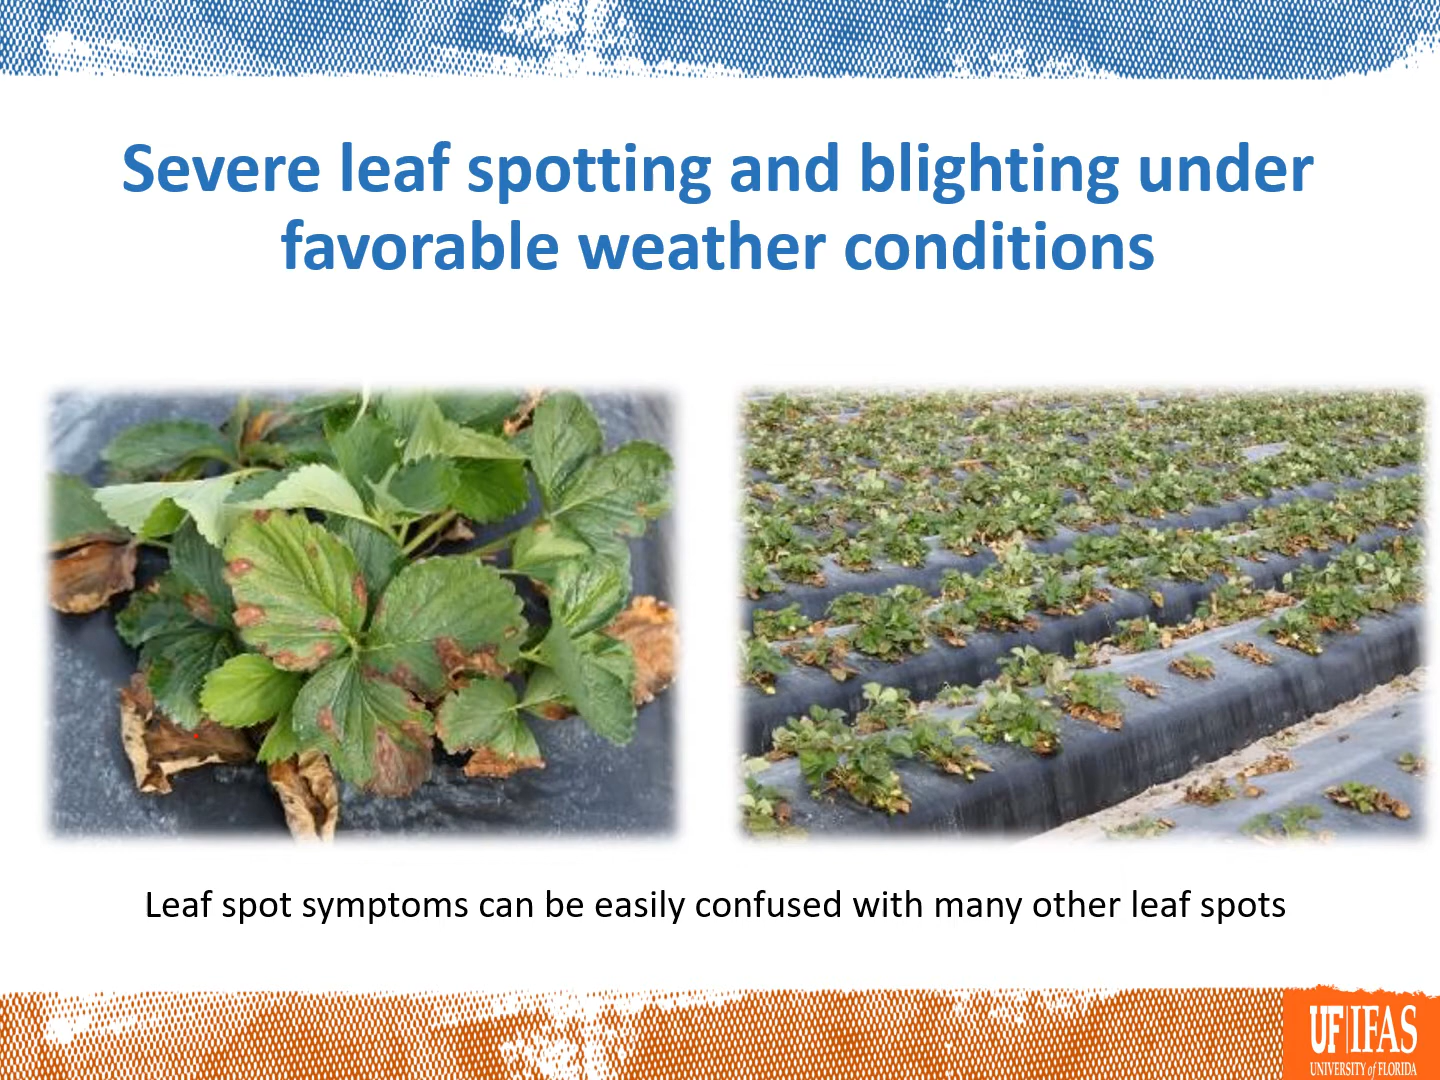 Severe leaf spotting and blighting under
favorable weather conditions
Leaf spot symptoms can be easily confused with many other leaf spots
UF|IFAS
UNIVERSITY of FLORIDA